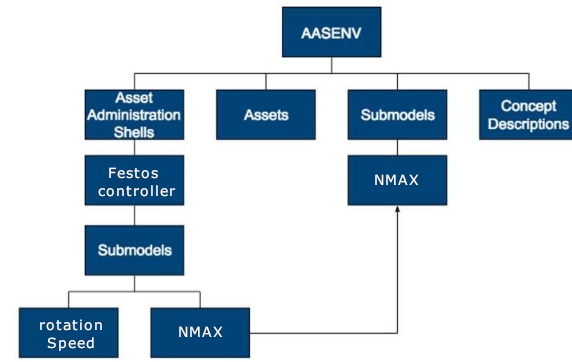 AASENV
Asset
Administration
Shells
Assets
Submodels
Concept
Descriptions
Festos
controller
NMAX
Submodels
rotation
Speed
NMAX